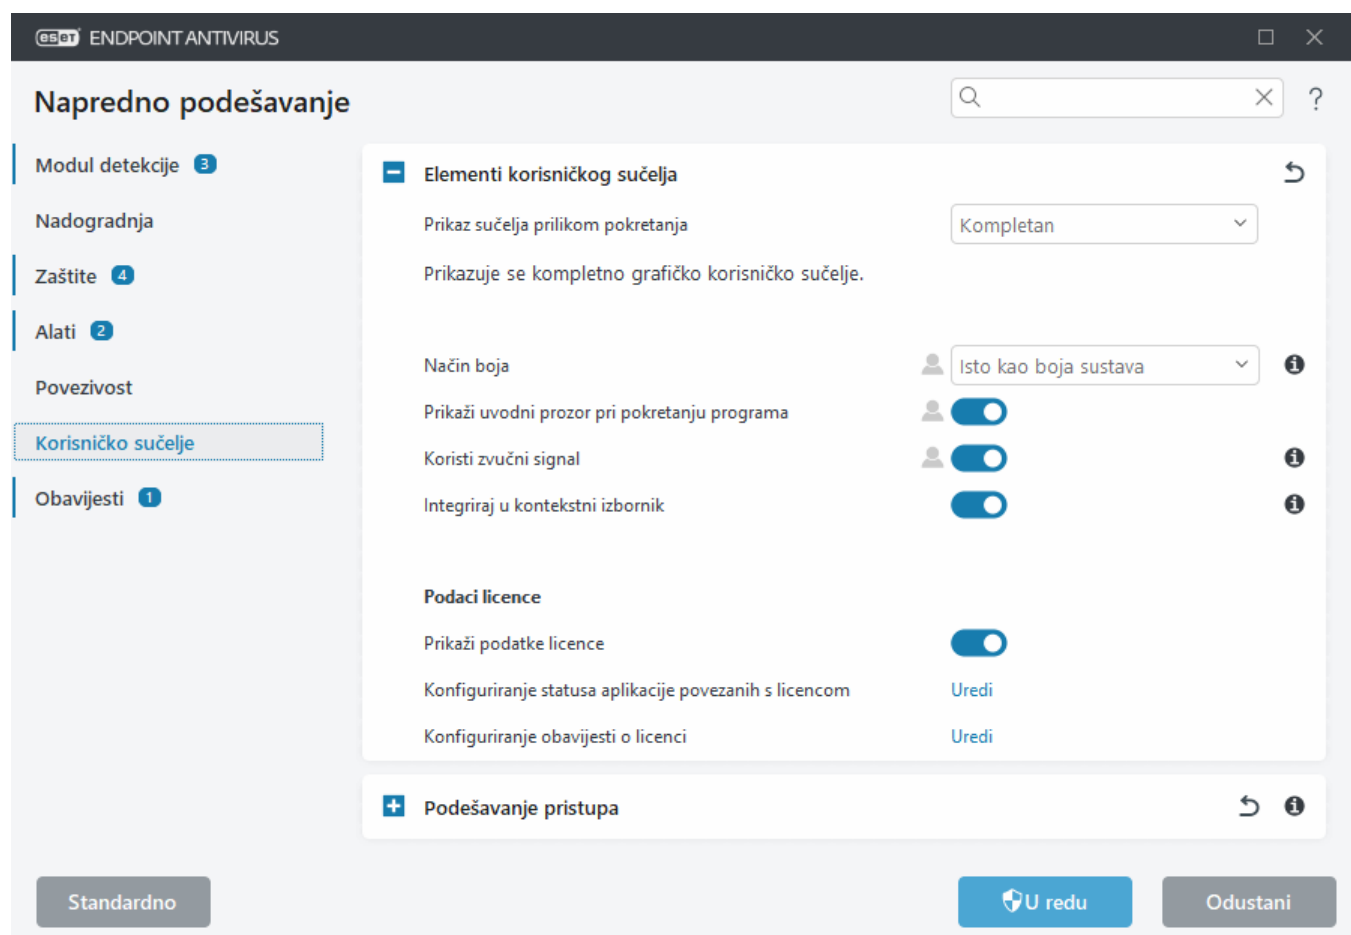 eset ENDPOINT ANTIVIRUS
Napredno podešavanje
?
Modul detekcije 3
Nadogradnja
Zaštite 4
Alati 2
Povezivost
Korisničko sučelje
Obavijesti 1
Elementi korisničkog sučelja
Prikaz sučelja prilikom pokretanja Kompletan
Prikazuje se kompletno grafičko korisničko sučelje.
Način boja Isto kao boja sustava
Prikaži uvodni prozor pri pokretanju programa
Koristi zvučni signal
Integriraj u kontekstni izbornik
Podaci licence
Prikaži podatke licence
Konfiguriranje statusa aplikacije povezanih s licencom Uredi
Konfiguriranje obavijesti o licenci Uredi
Podešavanje pristupa
Standardno U redu Odustani